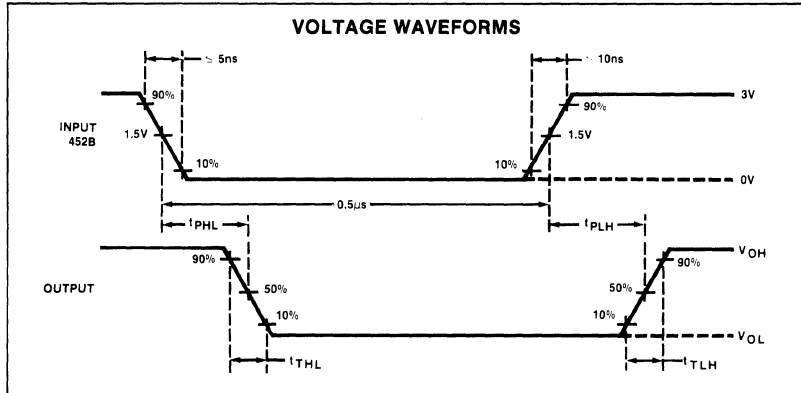 VOLTAGE WAVEFORMS
≤ 5ns
10ns
90%
3V
90%
INPUT
452B
1.5V
1.5V
10%
10%
0V
0.5µs
tPHL
tPLH
90%
90%
VOH
OUTPUT
50%
50%
10%
10%
VOL
tTHL
tTLH